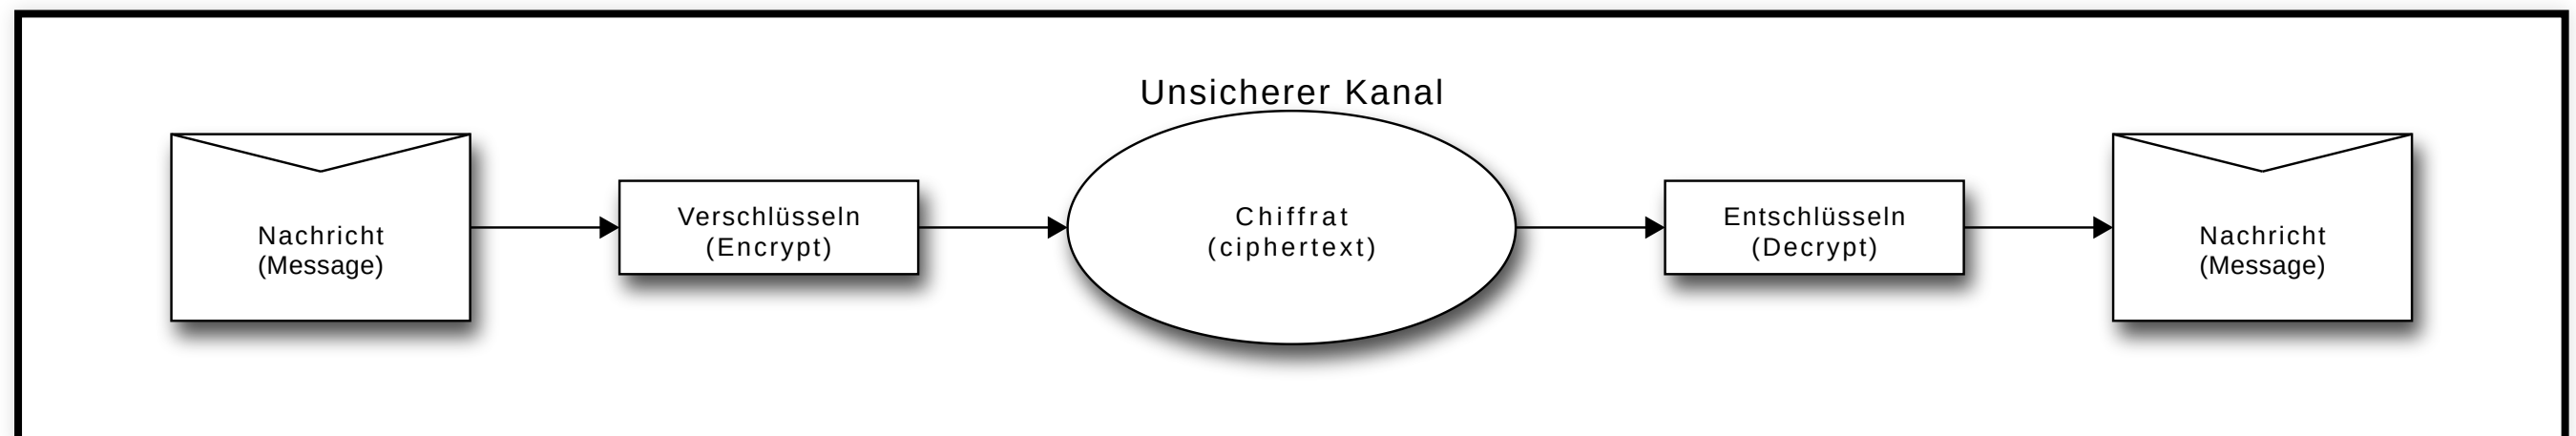 Unsicherer Kanal
Nachricht
(Message)
Verschlüsseln
(Encrypt)
Chiffrat
(ciphertext)
Entschlüsseln
(Decrypt)
Nachricht
(Message)